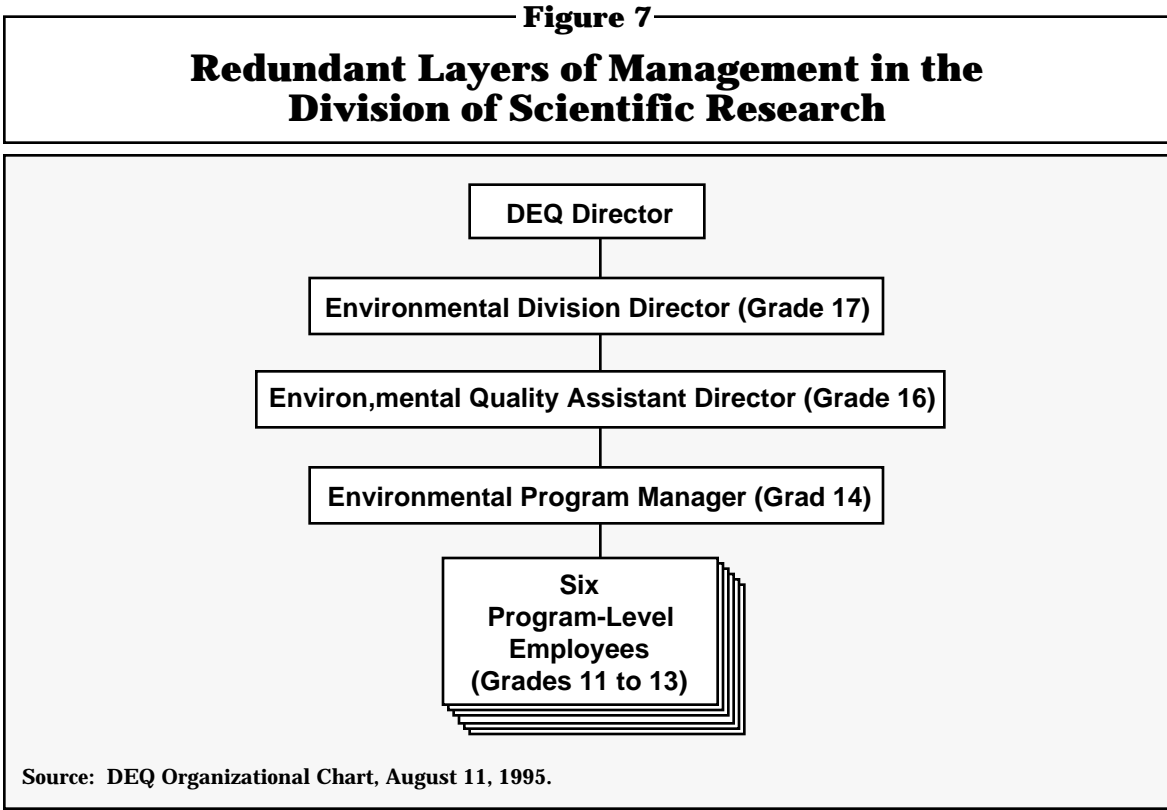 Figure 7
Redundant Layers of Management in the
Division of Scientific Research
DEQ Director
Environmental Division Director (Grade 17)
Environ,mental Quality Assistant Director (Grade 16)
Environmental Program Manager (Grad 14)
Six
Program-Level
Employees
(Grades 11 to 13)
Source: DEQ Organizational Chart, August 11, 1995.